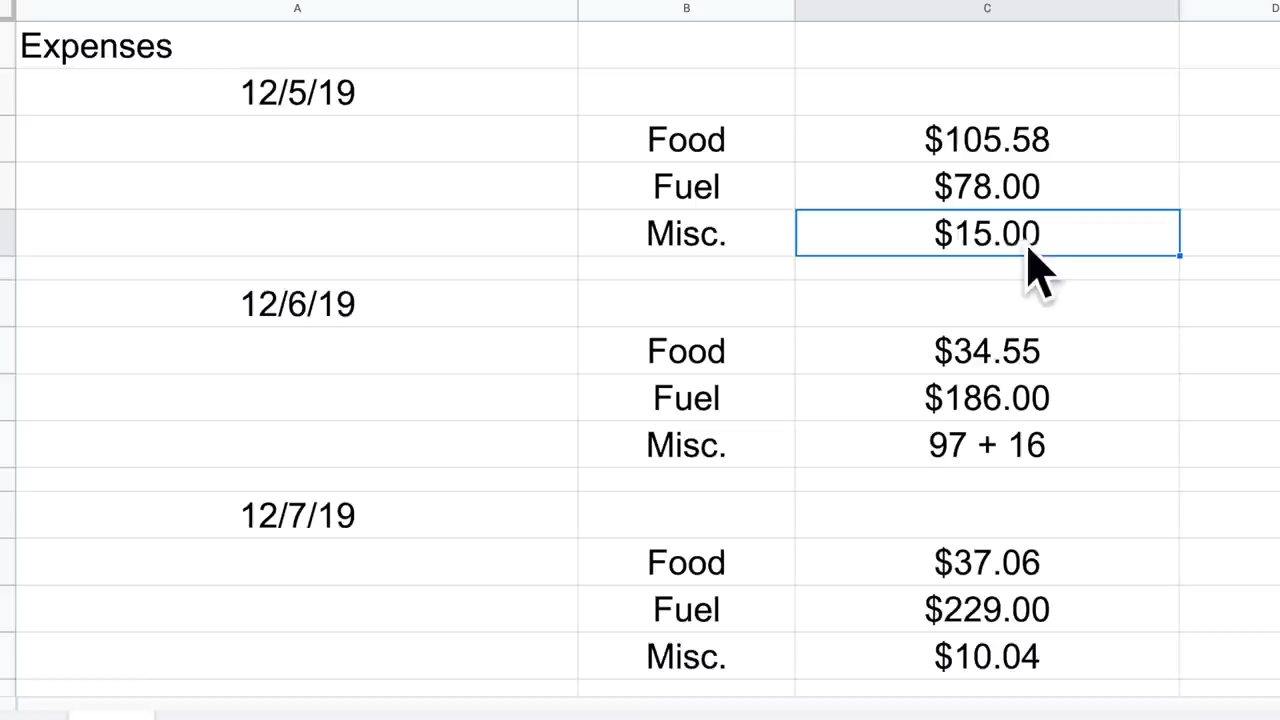 A B C D
Expenses
12/5/19
Food $105.58
Fuel $78.00
Misc. $15.00
12/6/19
Food $34.55
Fuel $186.00
Misc. 97 + 16
12/7/19
Food $37.06
Fuel $229.00
Misc. $10.04